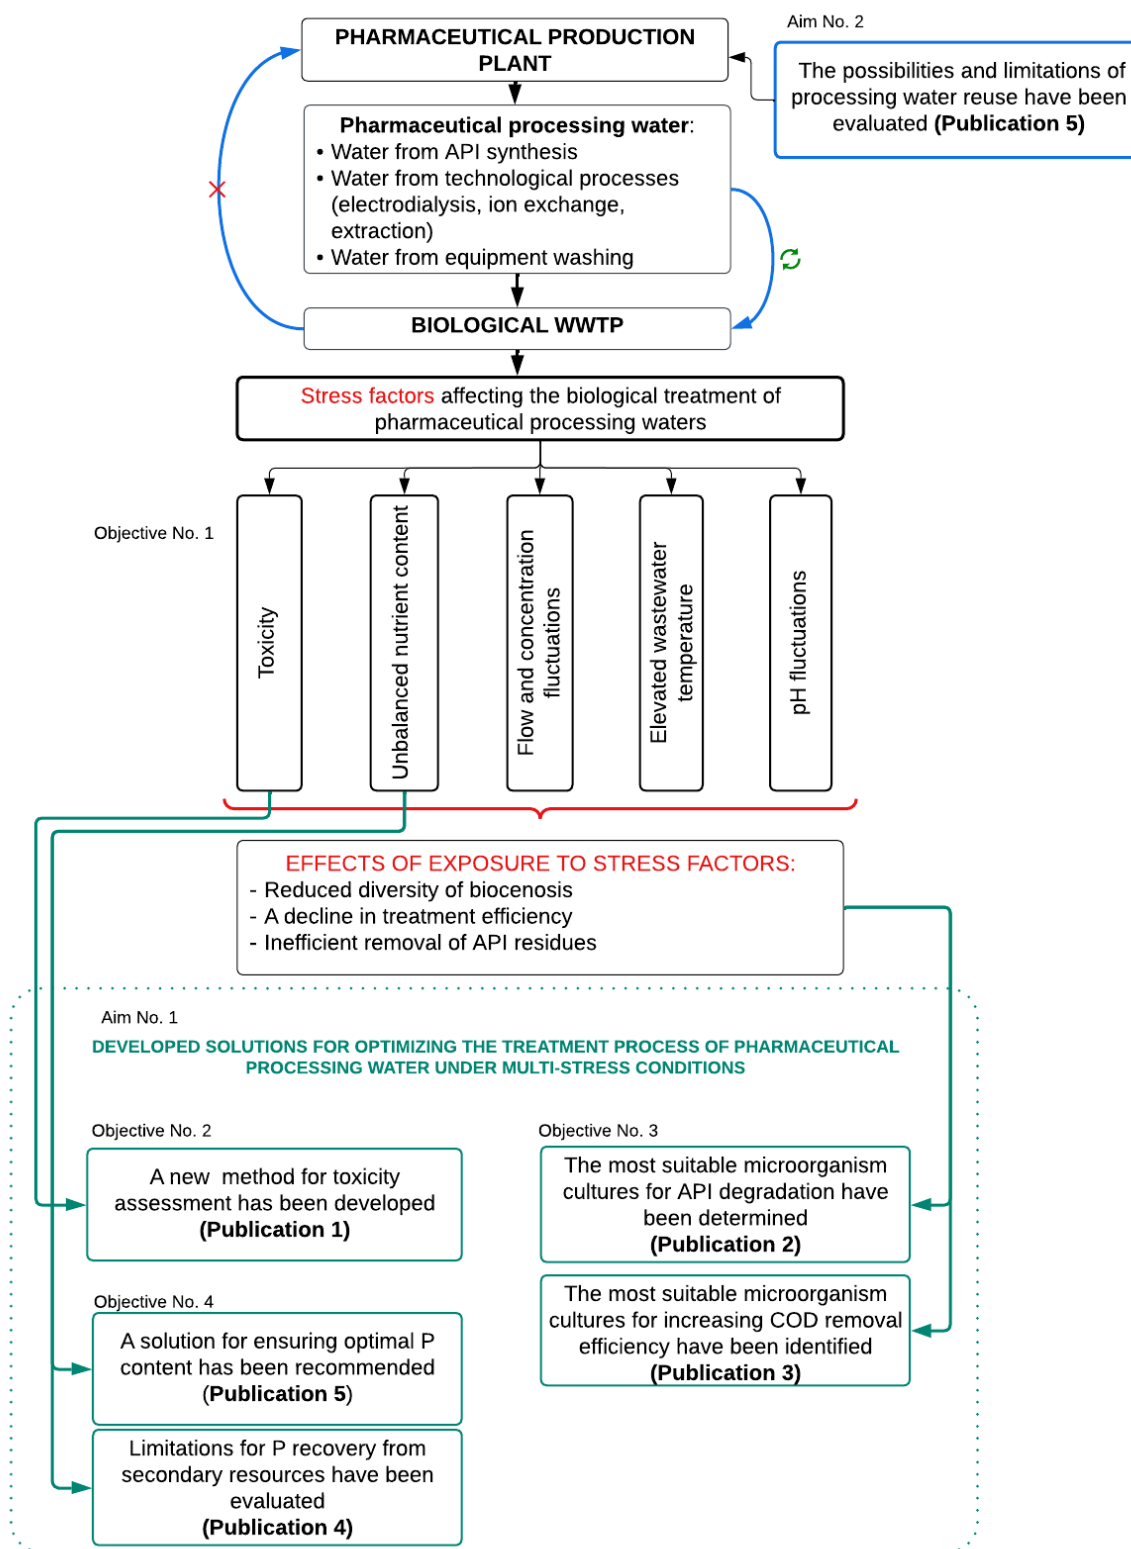 Aim No. 2
PHARMACEUTICAL PRODUCTION
PLANT
The possibilities and limitations of
processing water reuse have been
evaluated (Publication 5)
Pharmaceutical processing water:
• Water from API synthesis
• Water from technological processes
(electrodialysis, ion exchange,
extraction)
• Water from equipment washing
BIOLOGICAL WWTP
Stress factors affecting the biological treatment of
pharmaceutical processing waters
Objective No. 1
Toxicity
Unbalanced nutrient content
Flow and concentration
fluctuations
Elevated wastewater
temperature
pH fluctuations
EFFECTS OF EXPOSURE TO STRESS FACTORS:
- Reduced diversity of biocenosis
- A decline in treatment efficiency
- Inefficient removal of API residues
Aim No. 1
DEVELOPED SOLUTIONS FOR OPTIMIZING THE TREATMENT PROCESS OF PHARMACEUTICAL
PROCESSING WATER UNDER MULTI-STRESS CONDITIONS
Objective No. 2
A new method for toxicity
assessment has been developed
(Publication 1)
Objective No. 3
The most suitable microorganism
cultures for API degradation have
been determined
(Publication 2)
The most suitable microorganism
cultures for increasing COD removal
efficiency have been identified
(Publication 3)
Objective No. 4
A solution for ensuring optimal P
content has been recommended
(Publication 5)
Limitations for P recovery from
secondary resources have been
evaluated
(Publication 4)